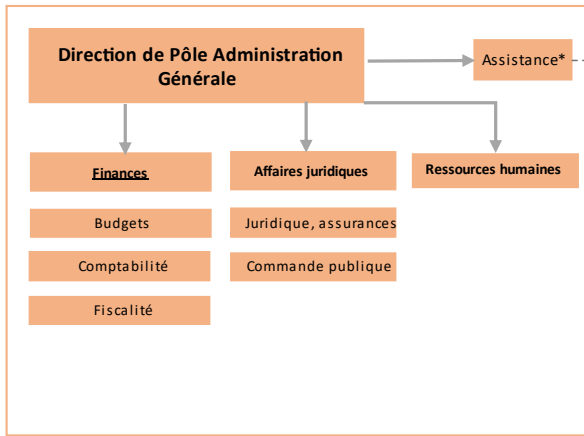 Direction de Pôle Administration
Générale
Assistance*
Finances
Affaires juridiques
Ressources humaines
Budgets
Juridique, assurances
Comptabilité
Commande publique
Fiscalité